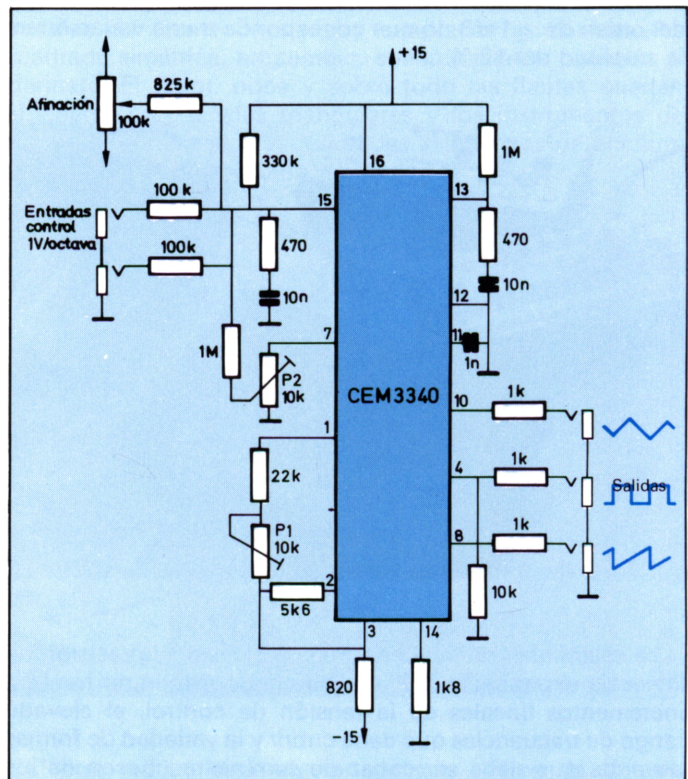 +15
825k
Afinación
100k
330k
1M
16
13
100k
15
Entradas
control
1V/octava
470
470
100k
10n
10n
12
7
11
1M
1n
P2
10k
CEM3340
10
1k
1
22k
4
1k
Salidas
P1
10k
8
1k
2
10k
5k6
3
14
820
1k8
-15